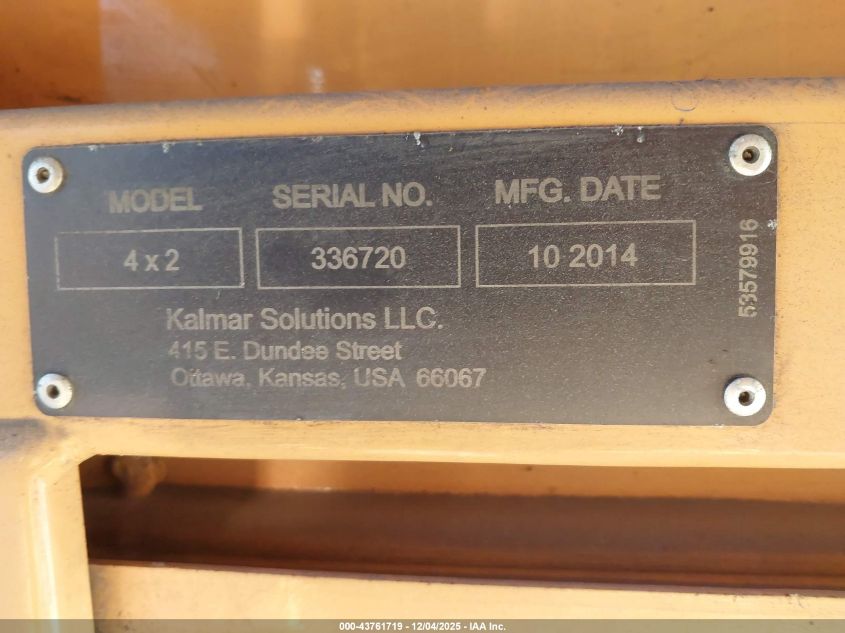 MODEL SERIAL NO. MFG. DATE
4 x 2 336720 10 2014
53579916
Kalmar Solutions LLC.
415 E. Dundee Street
Ottawa, Kansas, USA 66067
000-43761719 - 12/04/2025 - IAA Inc.